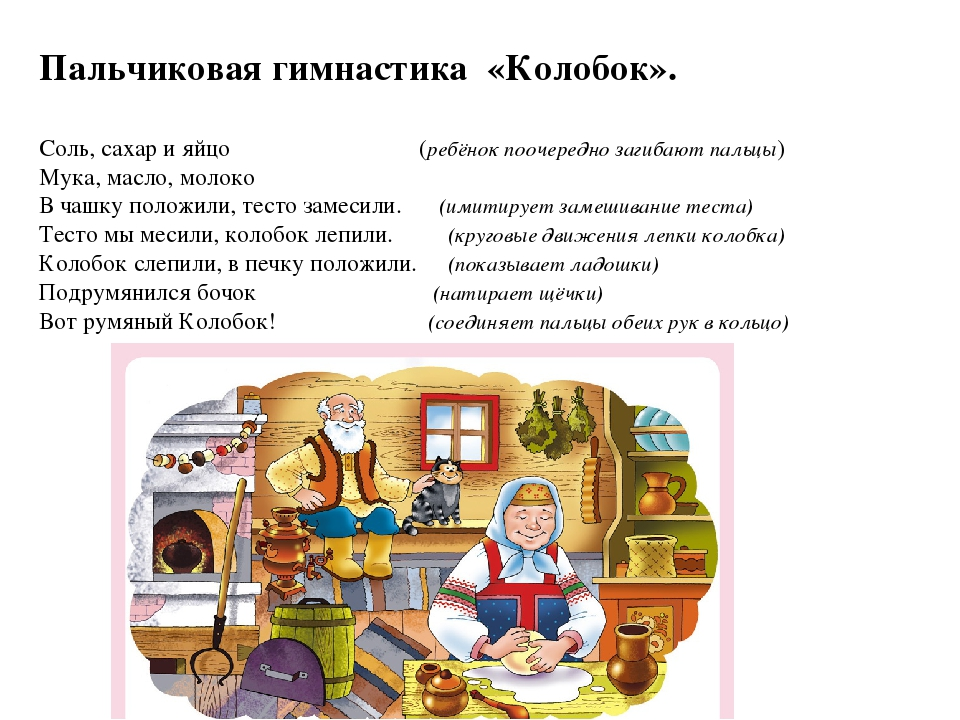 Пальчиковая гимнастика «Колобок».
Соль, сахар и яйцо (ребёнок поочередно загибают пальцы)
Мука, масло, молоко
В чашку положили, тесто замесили. (имитирует замешивание теста)
Тесто мы месили, колобок лепили. (круговые движения лепки колобка)
Колобок слепили, в печку положили. (показывает ладошки)
Подрумянился бочок (натирает щёчки)
Вот румяный Колобок! (соединяет пальцы обеих рук в кольцо)